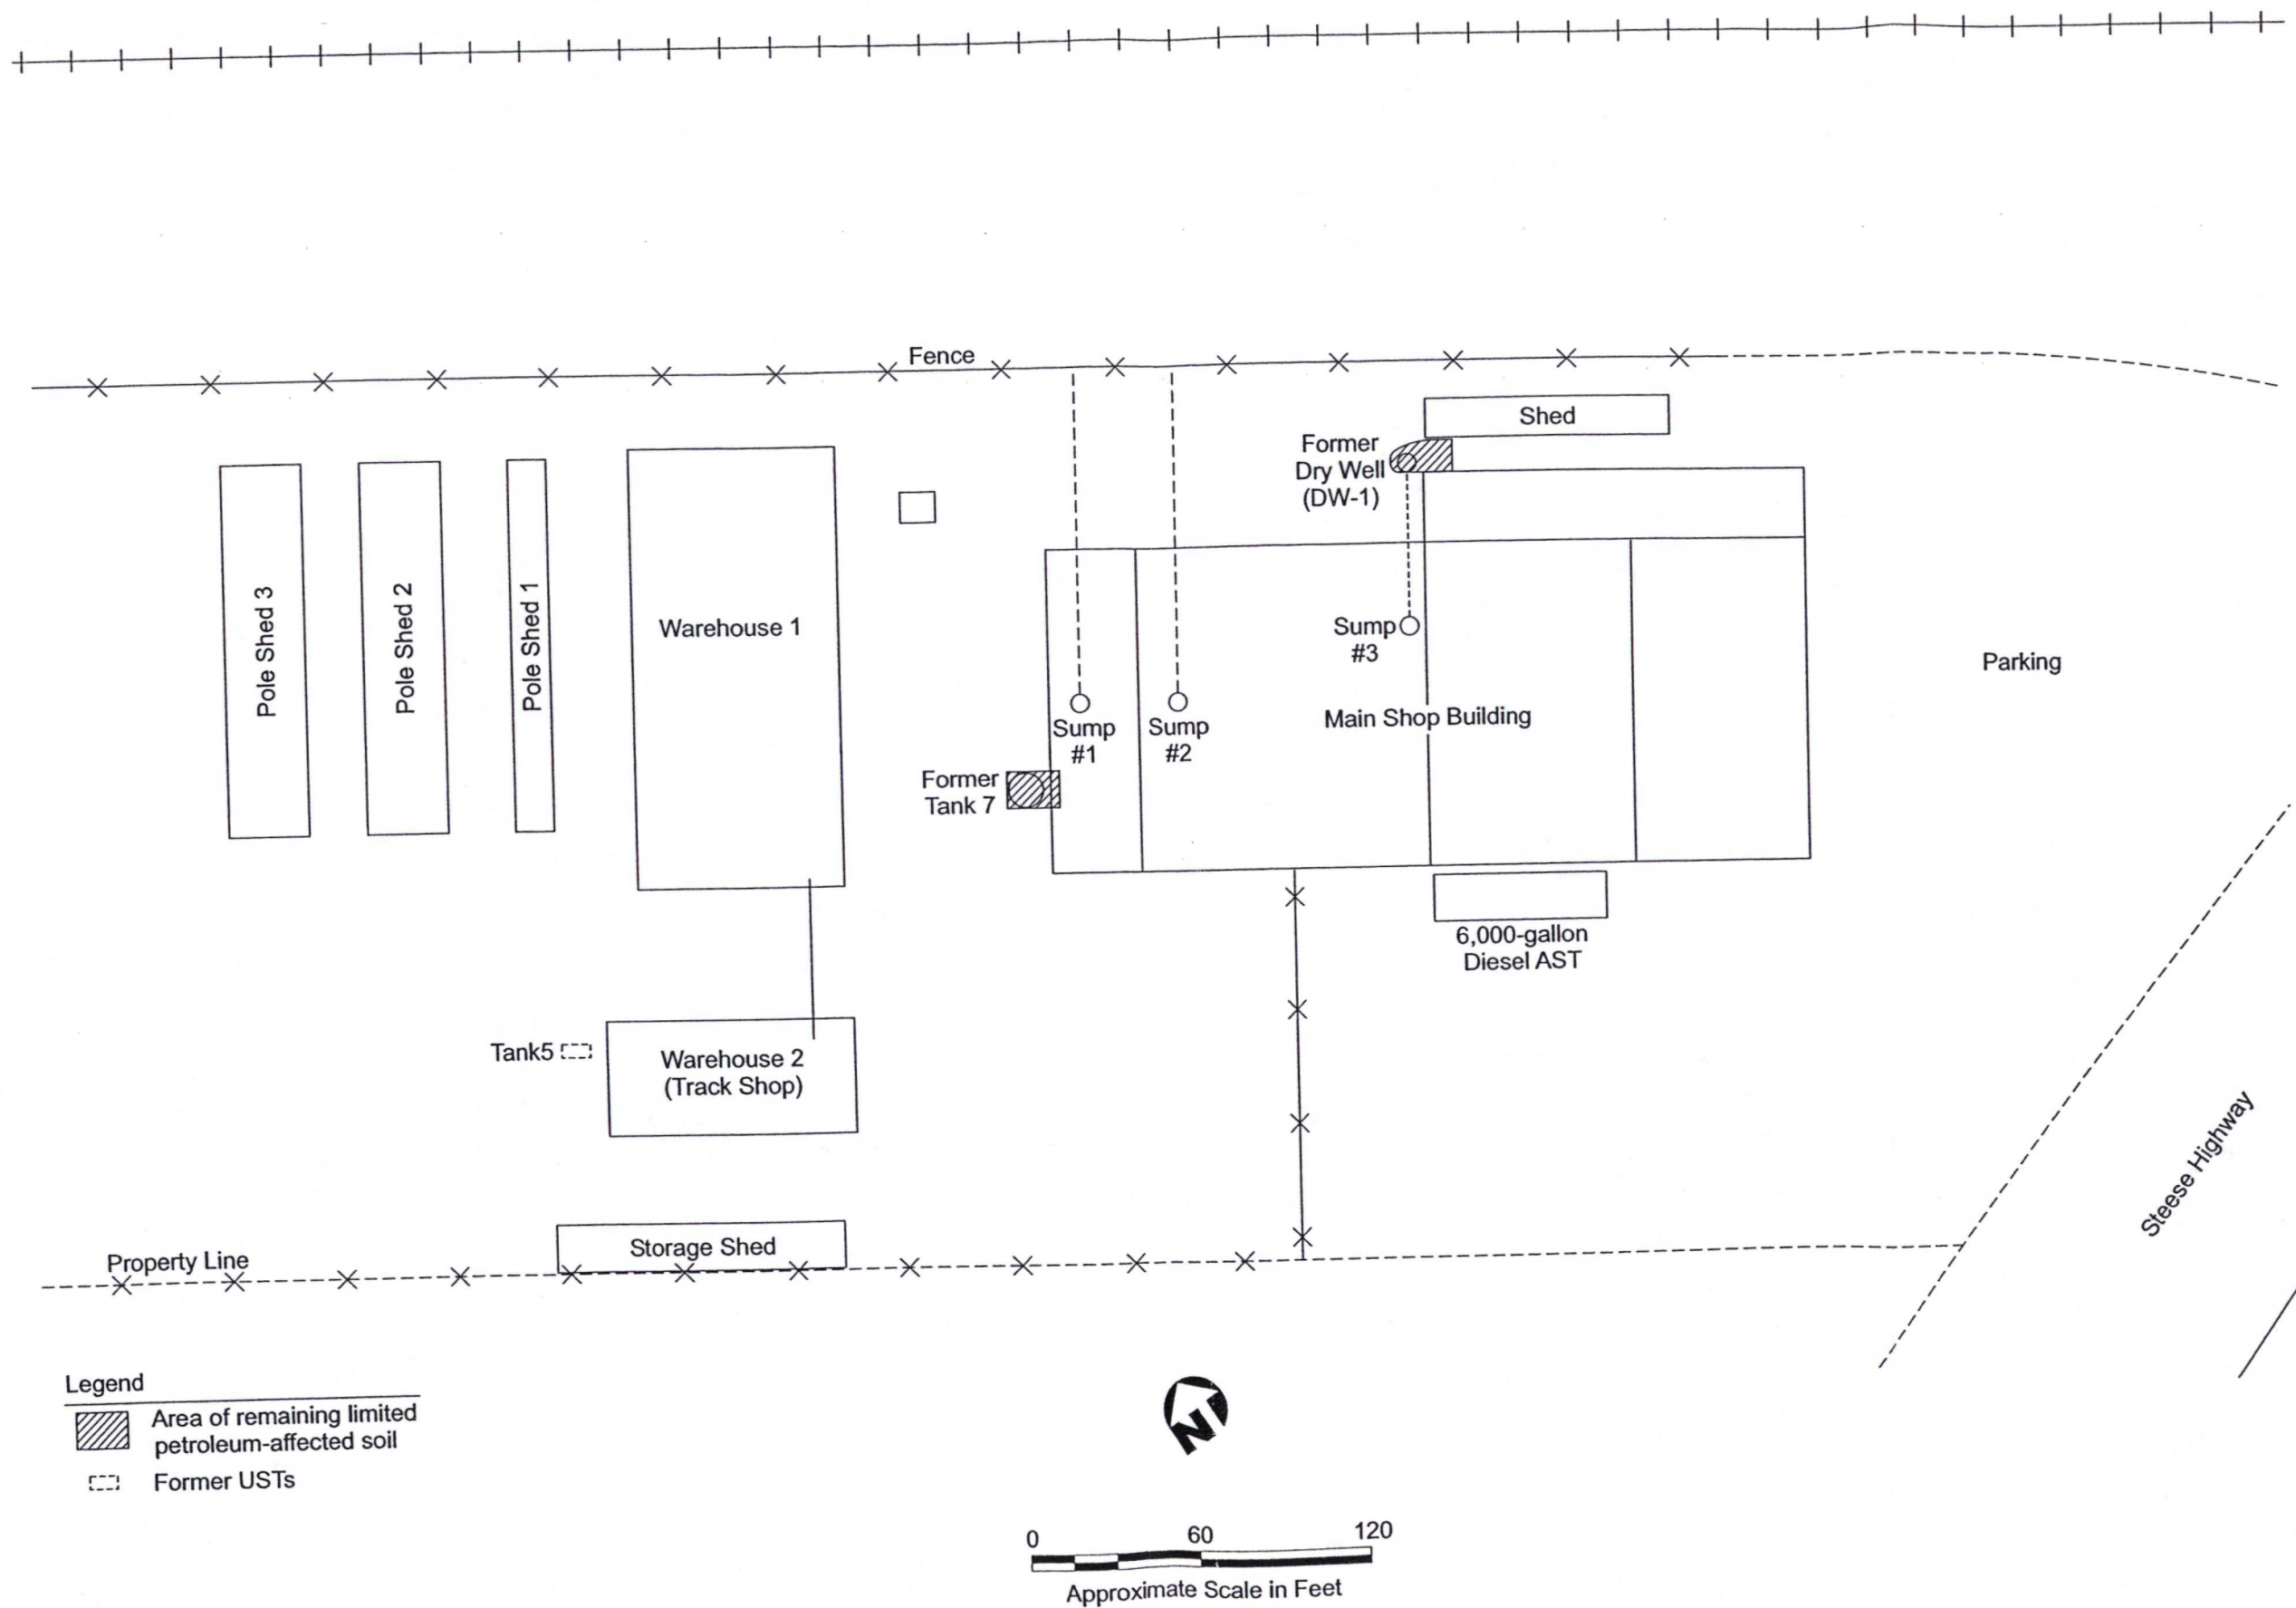 Fence
Shed
Former
Dry Well
(DW-1)
Pole Shed 3
Pole Shed 2
Pole Shed 1
Warehouse 1
Sump
#3
Parking
Sump
#1
Sump
#2
Main Shop Building
Former
Tank 7
6,000-gallon
Diesel AST
Tank5
Warehouse 2
(Track Shop)
Steese Highway
Storage Shed
Property Line
Legend
Area of remaining limited
petroleum-affected soil
Former USTs
N
0 60 120
Approximate Scale in Feet